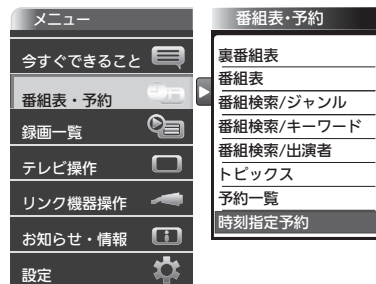 メニュー
今すぐできること
番組表・予約
録画一覧
テレビ操作
リンク機器操作
お知らせ・情報
設定
番組表・予約
裏番組表
番組表
番組検索/ジャンル
番組検索/キーワード
番組検索/出演者
トピックス
予約一覧
時刻指定予約